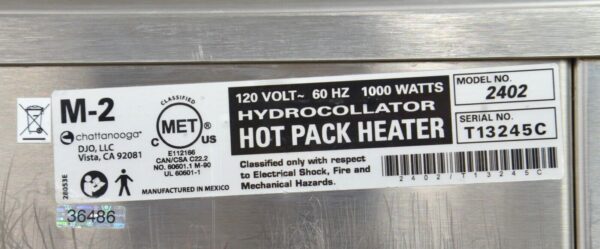 M-2
chattanooga
DJO, LLC
Vista, CA 92081
28053E
36486
CLASSIFIED
MET
C US
E112186
CAN/CSA C22.2
NO. 60601.1 M-90
UL 60601-1
MANUFACTURED IN MEXICO
120 VOLT~ 60 HZ 1000 WATTS
HYDROCOLLATOR
HOT PACK HEATER
Classified only with respect
to Electrical Shock, Fire and
Mechanical Hazards.
MODEL NO.
2402
SERIAL NO.
T13245C
2402/T13245C